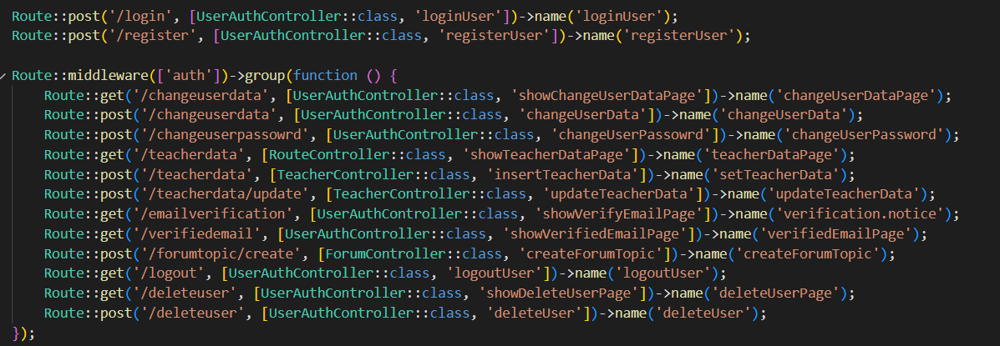 Route::post('/login', [UserAuthController::class, 'loginUser'])->name('loginUser');
Route::post('/register', [UserAuthController::class, 'registerUser'])->name('registerUser');
Route::middleware(['auth'])->group(function () {
Route::get('/changeuserdata', [UserAuthController::class, 'showChangeUserDataPage'])->name('changeUserDataPage');
Route::post('/changeuserdata', [UserAuthController::class, 'changeUserData'])->name('changeUserData');
Route::post('/changeuserpassowrd', [UserAuthController::class, 'changeUserPassowrd'])->name('changeUserPassword');
Route::get('/teacherdata', [RouteController::class, 'showTeacherDataPage'])->name('teacherDataPage');
Route::post('/teacherdata', [TeacherController::class, 'insertTeacherData'])->name('setTeacherData');
Route::post('/teacherdata/update', [TeacherController::class, 'updateTeacherData'])->name('updateTeacherData');
Route::get('/emailverification', [UserAuthController::class, 'showVerifyEmailPage'])->name('verification.notice');
Route::get('/verifiedemail', [UserAuthController::class, 'showVerifiedEmailPage'])->name('verifiedEmailPage');
Route::post('/forumtopic/create', [ForumController::class, 'createForumTopic'])->name('createForumTopic');
Route::get('/logout', [UserAuthController::class, 'logoutUser'])->name('logoutUser');
Route::get('/deleteuser', [UserAuthController::class, 'showDeleteUserPage'])->name('deleteUserPage');
Route::post('/deleteuser', [UserAuthController::class, 'deleteUser'])->name('deleteUser');
});